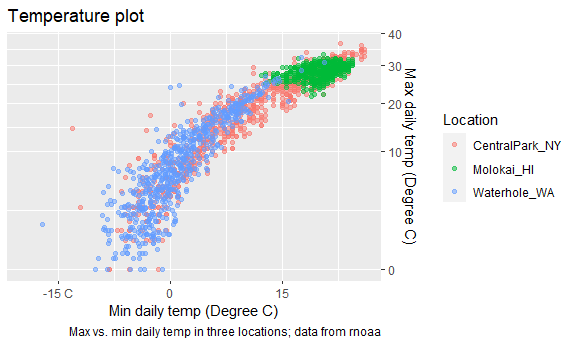 Temperature plot
40
30
20
10
0
Max daily temp (Degree C)
-15 C
0
15
Min daily temp (Degree C)
Max vs. min daily temp in three locations; data from rnoaa
Location
CentralPark_NY
Molokai_HI
Waterhole_WA